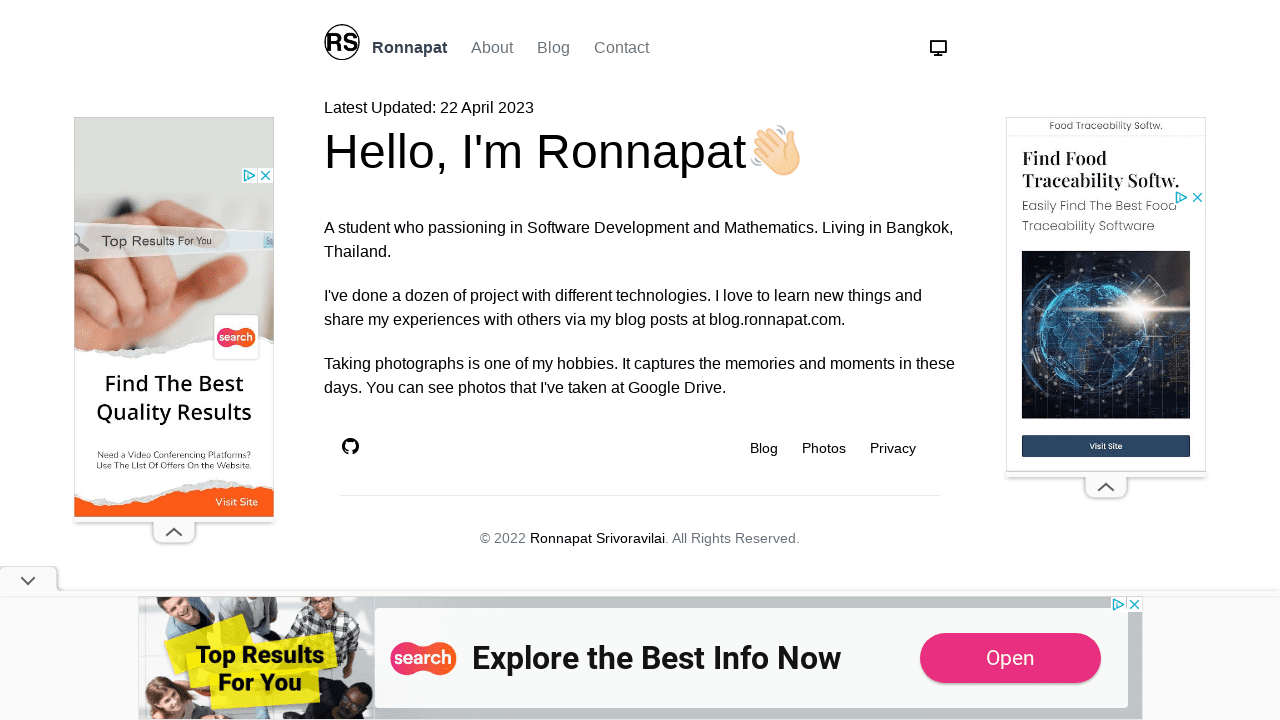 RS
Ronnapat About Blog Contact
Latest Updated: 22 April 2023
Hello, I'm Ronnapat👋🏻
A student who passioning in Software Development and Mathematics. Living in Bangkok,
Thailand.
I've done a dozen of project with different technologies. I love to learn new things and
share my experiences with others via my blog posts at blog.ronnapat.com.
Taking photographs is one of my hobbies. It captures the memories and moments in these
days. You can see photos that I've taken at Google Drive.
Blog Photos Privacy
© 2022 Ronnapat Srivoravilai. All Rights Reserved.
Top Results For You
search
Find The Best
Quality Results
Need a Video Conferencing Platforms?
Use The LIst Of Offers On the Website.
Visit Site
Food Traceability Softw.
Find Food
Traceability Softw.
Easily Find The Best Food
Traceability Software
Visit Site
Top Results
For You
search
Explore the Best Info Now
Open